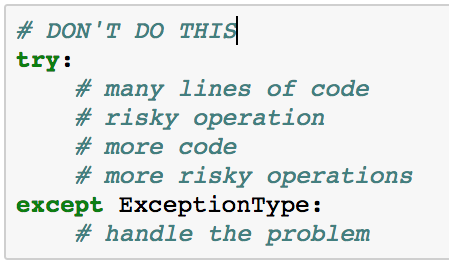 # DON'T DO THIS
try:
    # many lines of code
    # risky operation
    # more code
    # more risky operations
except ExceptionType:
    # handle the problem